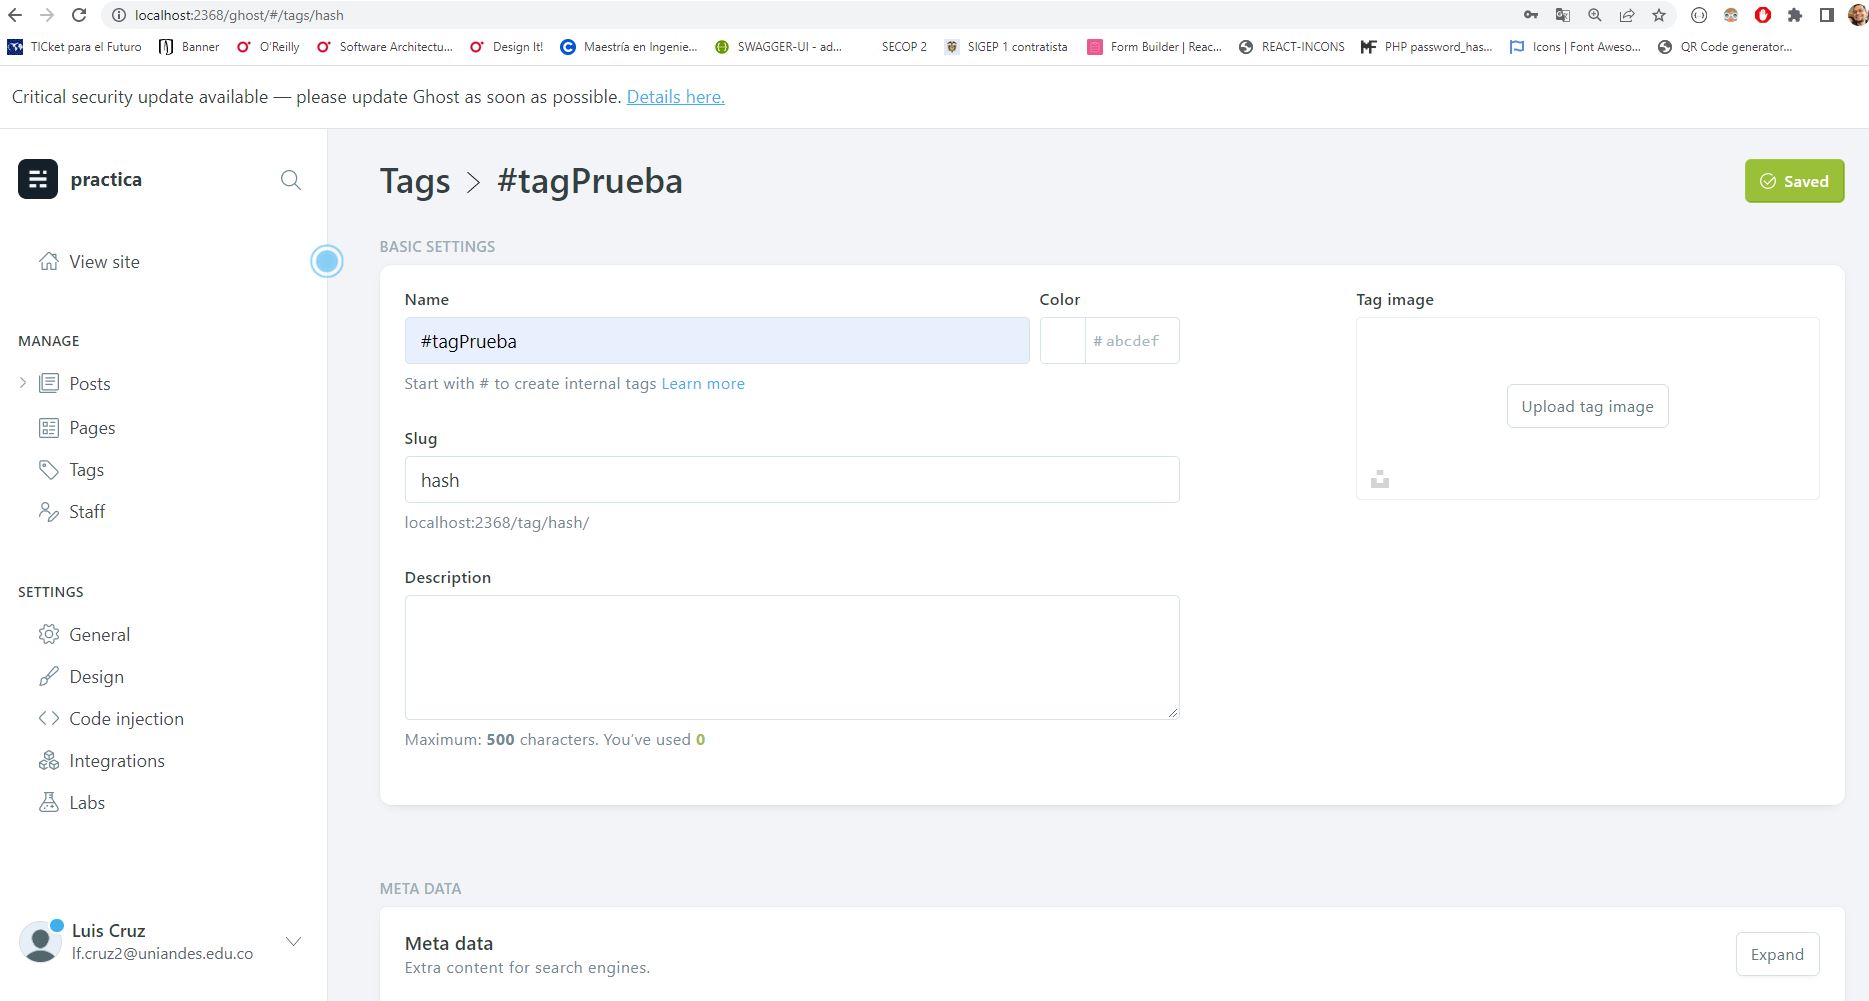 localhost:2368/ghost/#/tags/hash
TICket para el Futuro Banner O'Reilly Software Architectu... Design It! Maestría en Ingenie... SWAGGER-UI - ad... SECOP 2 SIGEP 1 contratista Form Builder | Reac... REACT-INCONS PHP password_has... Icons | Font Aweso... QR Code generator...
Critical security update available — please update Ghost as soon as possible. Details here.
practica
View site
MANAGE
Posts
Pages
Tags
Staff
SETTINGS
General
Design
Code injection
Integrations
Labs
Luis Cruz
lf.cruz2@uniandes.edu.co
Tags > #tagPrueba
Saved
BASIC SETTINGS
Name
#tagPrueba
Start with # to create internal tags Learn more
Color
# abcdef
Slug
hash
localhost:2368/tag/hash/
Description
Maximum: 500 characters. You've used 0
Tag image
Upload tag image
META DATA
Meta data
Extra content for search engines.
Expand